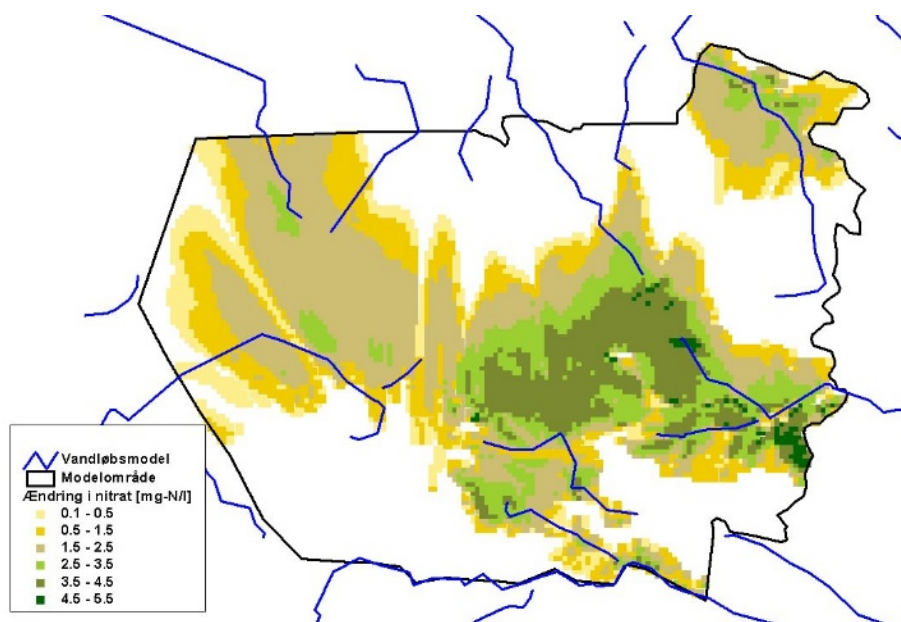 Vandløbsmodel
Modelområde
Ændring i nitrat [mg-N/l]
0.1 - 0.5
0.5 - 1.5
1.5 - 2.5
2.5 - 3.5
3.5 - 4.5
4.5 - 5.5